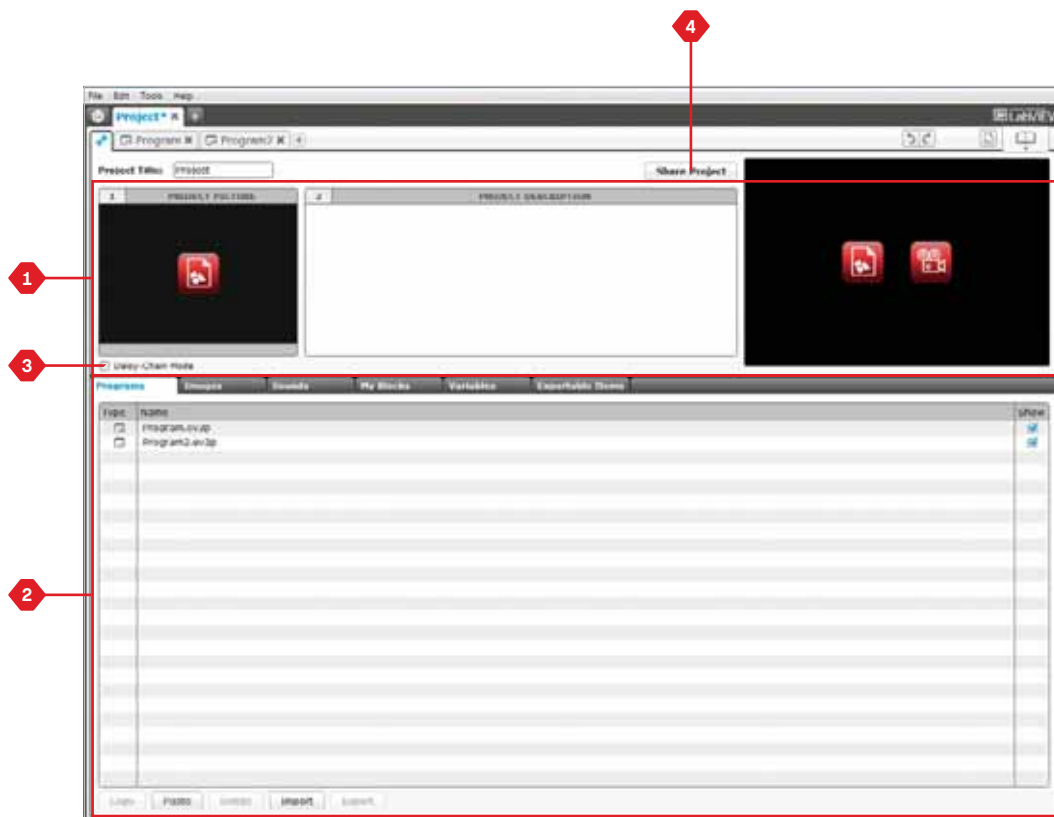 4
File Edit Tools Help
Project*
LabVIEW
Program Program2
Project Title: Project
Share Project
1 PROJECT PICTURE
2 PROJECT DESCRIPTION
1
3
Daisy-Chain Mode
Programs Images Sounds My Blocks Variables Exportable Items
Type Name Show
Program.ev3p
Program2.ev3p
2
Copy Paste Delete Import Export